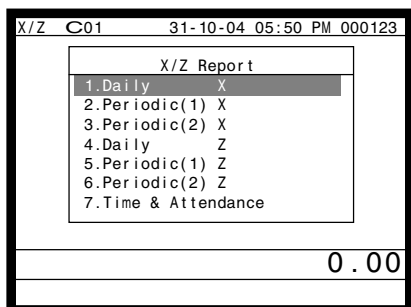 X/Z C01 31-10-04 05:50 PM 000123
X/Z Report
1.Daily X
2.Periodic(1) X
3.Periodic(2) X
4.Daily Z
5.Periodic(1) Z
6.Periodic(2) Z
7.Time & Attendance
0.00